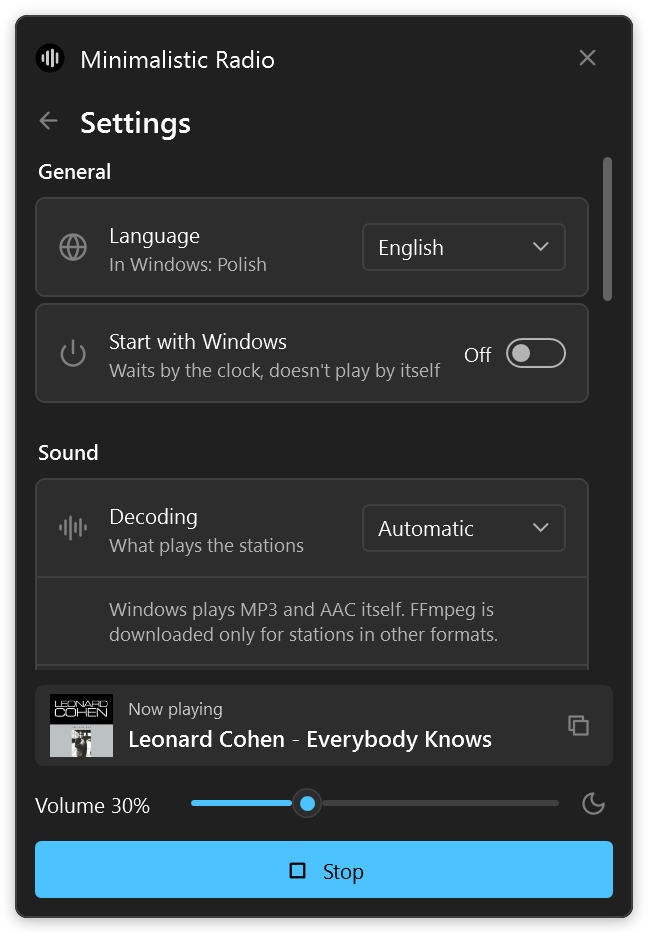 Minimalistic Radio
Settings
General
Language
In Windows: Polish
English
Start with Windows
Waits by the clock, doesn't play by itself
Off
Sound
Decoding
What plays the stations
Automatic
Windows plays MP3 and AAC itself. FFmpeg is
downloaded only for stations in other formats.
LEONARD
COHEN
Now playing
Leonard Cohen - Everybody Knows
Volume 30%
Stop